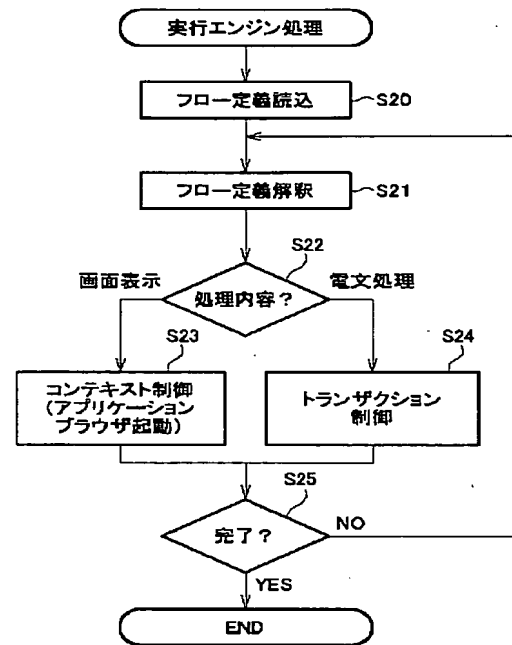 実行エンジン処理
フロー定義読込
S20
フロー定義解釈
S21
S22
画面表示
処理内容？
電文処理
S23
S24
コンテキスト制御
（アプリケーション
ブラウザ起動）
トランザクション
制御
S25
完了？
NO
YES
END